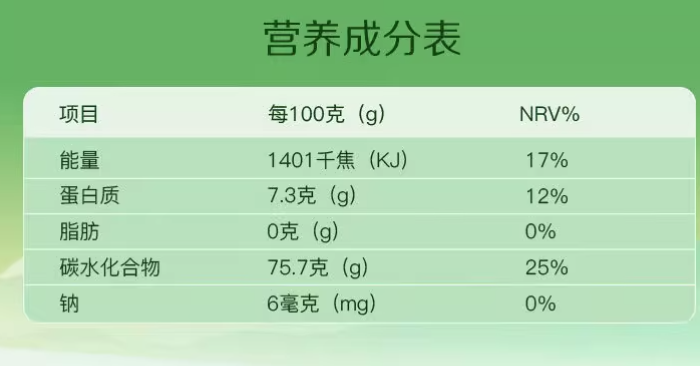 营养成分表
项目 每100克（g） NRV%
能量 1401千焦（KJ） 17%
蛋白质 7.3克（g） 12%
脂肪 0克（g） 0%
碳水化合物 75.7克（g） 25%
钠 6毫克（mg） 0%